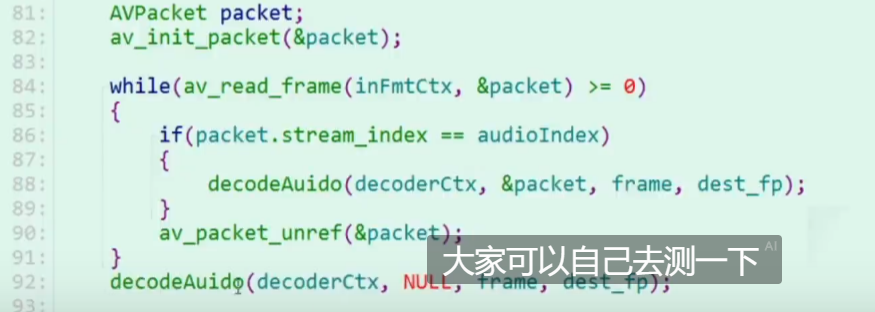 81: AVPacket packet;
82: av_init_packet(&packet);
83:
84: while(av_read_frame(inFmtCtx, &packet) >= 0)
85: {
86: if(packet.stream_index == audioIndex)
87: {
88: decodeAuido(decoderCtx, &packet, frame, dest_fp);
89: }
90: av_packet_unref(&packet);
91: }
92: decodeAuido(decoderCtx, NULL, frame, dest_fp);
93:
大家可以自己去测一下 AI